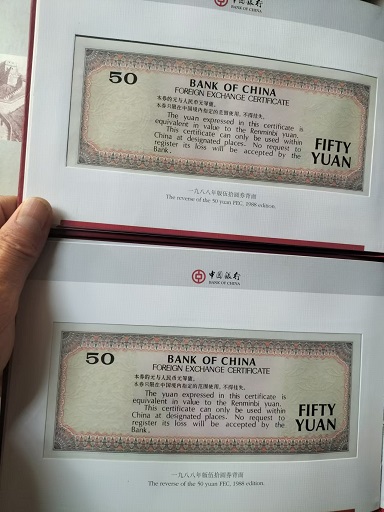 中国银行
BANK OF CHINA
50
BANK OF CHINA
FOREIGN EXCHANGE CERTIFICATE
本券的元与人民币元等值。
本券只限在中国境内指定的范围使用,不得挂失。
The yuan expressed in this certificate is
equivalent in value to the Renminbi yuan.
This certificate can only be used within
China at designated places. No request to
register its loss will be accepted by the
Bank.
FIFTY
YUAN
一九八八年版伍拾圆券背面
The reverse of the 50 yuan FEC, 1988 edition.
中国银行
BANK OF CHINA
50
BANK OF CHINA
FOREIGN EXCHANGE CERTIFICATE
本券的元与人民币元等值。
本券只限在中国境内指定的范围使用,不得挂失。
The yuan expressed in this certificate is
equivalent in value to the Renminbi yuan.
This certificate can only be used within
China at designated places. No request to
register its loss will be accepted by the
Bank.
FIFTY
YUAN
一九八八年版伍拾圆券背面
The reverse of the 50 yuan FEC, 1988 edition.